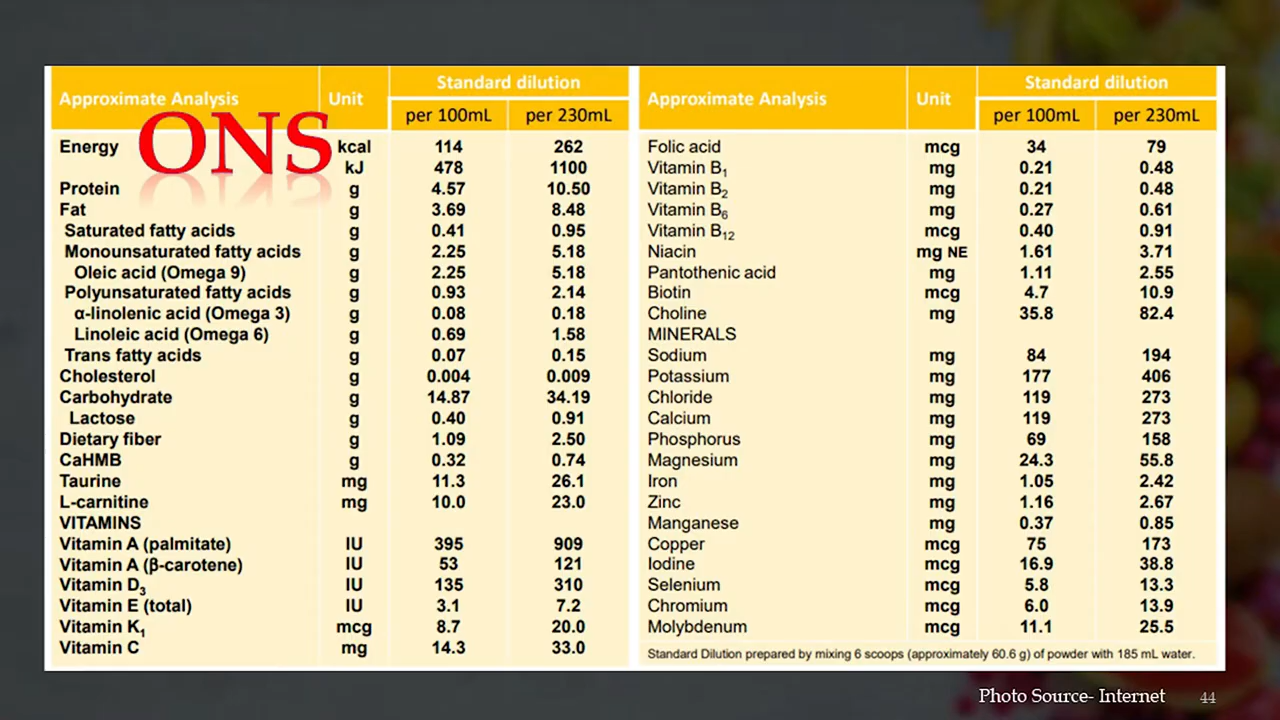 Approximate Analysis Unit Standard dilution
per 100mL per 230mL
ONS
Energy kcal 114 262
kJ 478 1100
Protein g 4.57 10.50
Fat g 3.69 8.48
Saturated fatty acids g 0.41 0.95
Monounsaturated fatty acids g 2.25 5.18
Oleic acid (Omega 9) g 2.25 5.18
Polyunsaturated fatty acids g 0.93 2.14
α-linolenic acid (Omega 3) g 0.08 0.18
Linoleic acid (Omega 6) g 0.69 1.58
Trans fatty acids g 0.07 0.15
Cholesterol g 0.004 0.009
Carbohydrate g 14.87 34.19
Lactose g 0.40 0.91
Dietary fiber g 1.09 2.50
CaHMB g 0.32 0.74
Taurine mg 11.3 26.1
L-carnitine mg 10.0 23.0
VITAMINS
Vitamin A (palmitate) IU 395 909
Vitamin A (β-carotene) IU 53 121
Vitamin D3 IU 135 310
Vitamin E (total) IU 3.1 7.2
Vitamin K1 mcg 8.7 20.0
Vitamin C mg 14.3 33.0
Approximate Analysis Unit Standard dilution
per 100mL per 230mL
Folic acid mcg 34 79
Vitamin B1 mg 0.21 0.48
Vitamin B2 mg 0.21 0.48
Vitamin B6 mg 0.27 0.61
Vitamin B12 mcg 0.40 0.91
Niacin mg NE 1.61 3.71
Pantothenic acid mg 1.11 2.55
Biotin mcg 4.7 10.9
Choline mg 35.8 82.4
MINERALS
Sodium mg 84 194
Potassium mg 177 406
Chloride mg 119 273
Calcium mg 119 273
Phosphorus mg 69 158
Magnesium mg 24.3 55.8
Iron mg 1.05 2.42
Zinc mg 1.16 2.67
Manganese mg 0.37 0.85
Copper mcg 75 173
Iodine mcg 16.9 38.8
Selenium mcg 5.8 13.3
Chromium mcg 6.0 13.9
Molybdenum mcg 11.1 25.5
Standard Dilution prepared by mixing 6 scoops (approximately 60.6 g) of powder with 185 mL water.
Photo Source- Internet 44